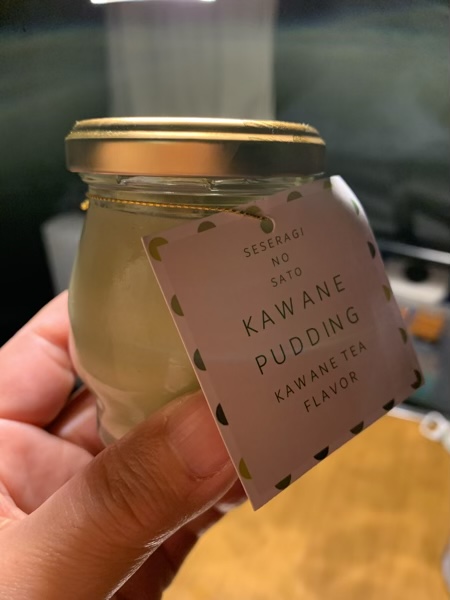 SESERAGI
NO
SATO
KAWANE
PUDDING
KAWANE TEA
FLAVOR